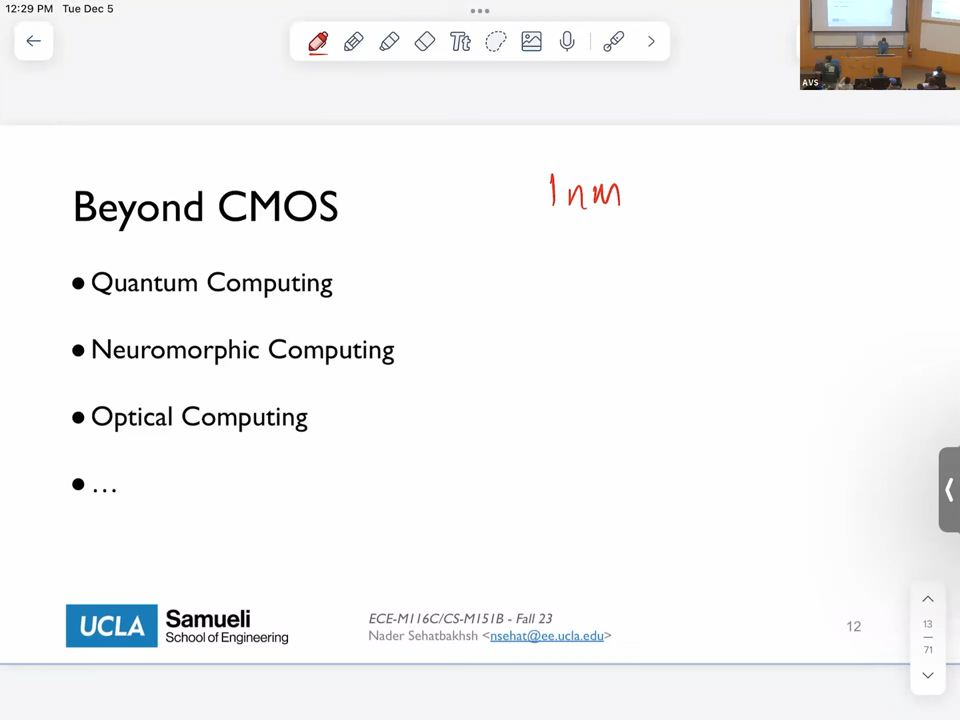 12:29 PM Tue Dec 5
Tt
AVS
Beyond CMOS
1nm
● Quantum Computing
● Neuromorphic Computing
● Optical Computing
● …
UCLA Samueli
School of Engineering
ECE-M116C/CS-M151B - Fall 23
Nader Sehatbakhsh <nsehat@ee.ucla.edu>
12
13
71